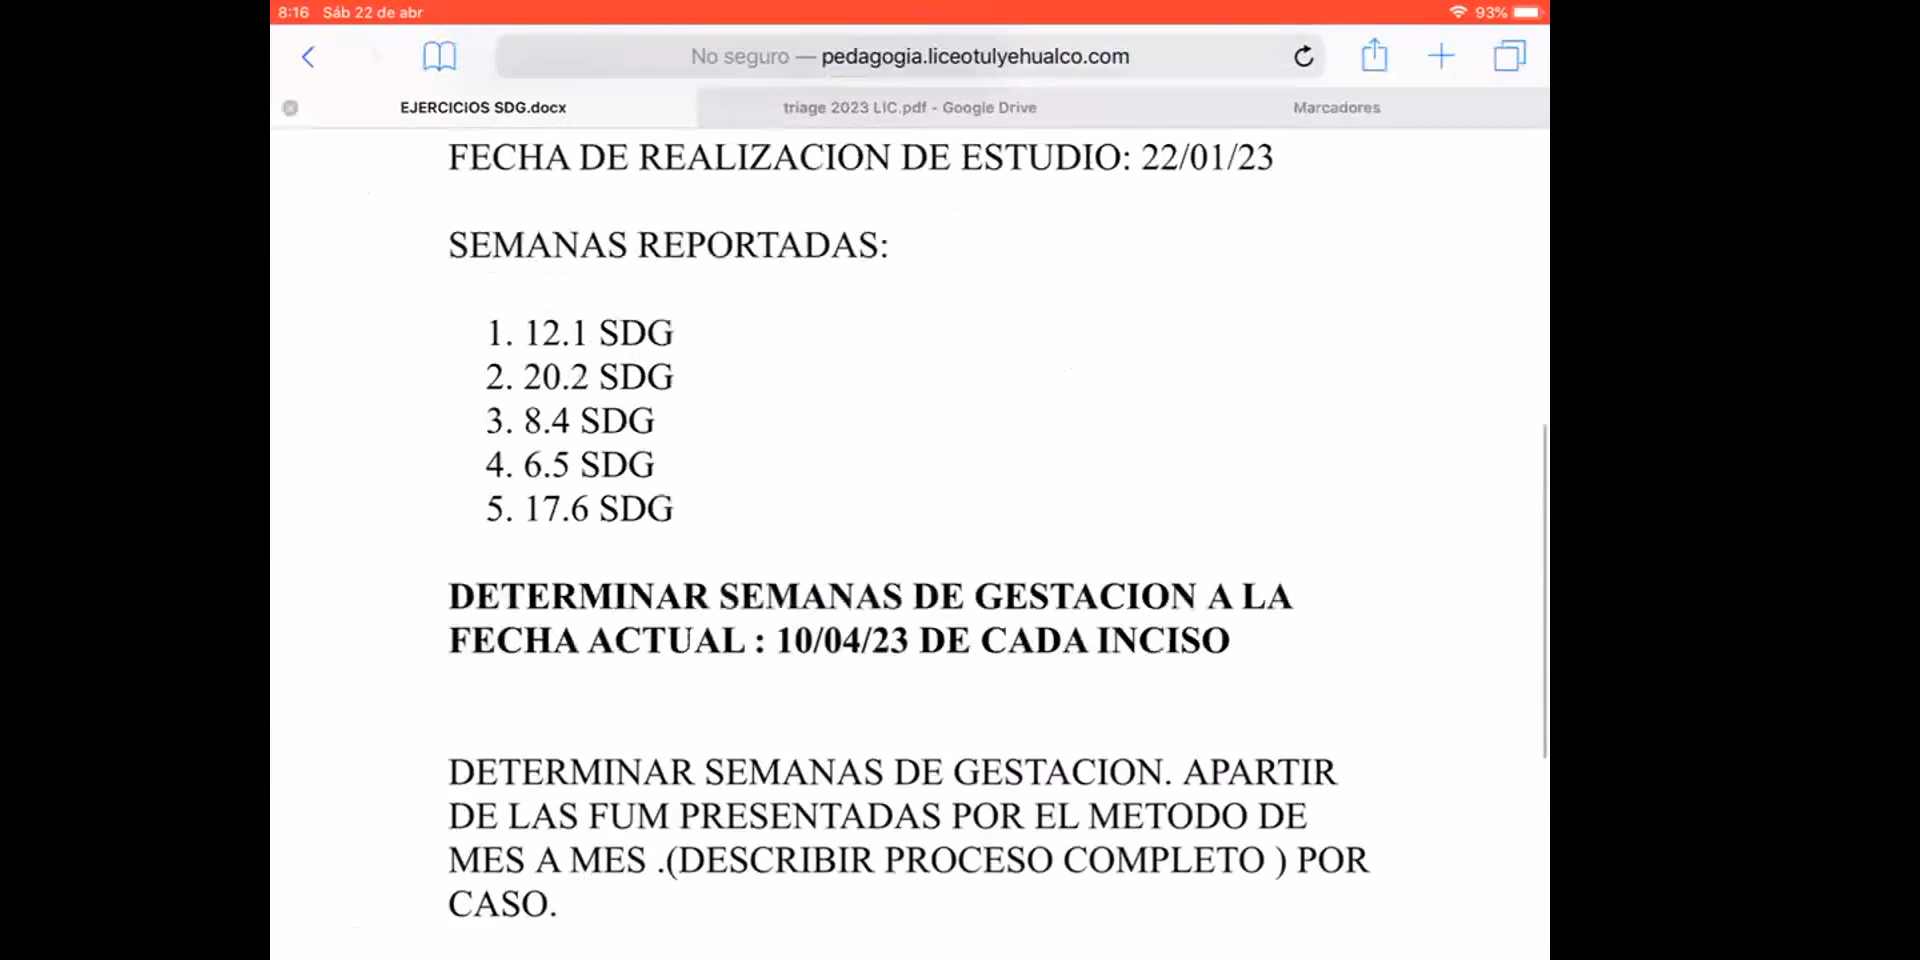 8:16 Sáb 22 de abr 93%
No seguro — pedagogia.liceotulyehualco.com
EJERCICIOS SDG.docx triage 2023 LIC.pdf - Google Drive Marcadores
FECHA DE REALIZACION DE ESTUDIO: 22/01/23
SEMANAS REPORTADAS:
1. 12.1 SDG
2. 20.2 SDG
3. 8.4 SDG
4. 6.5 SDG
5. 17.6 SDG
DETERMINAR SEMANAS DE GESTACION A LA
FECHA ACTUAL : 10/04/23 DE CADA INCISO
DETERMINAR SEMANAS DE GESTACION. APARTIR
DE LAS FUM PRESENTADAS POR EL METODO DE
MES A MES .(DESCRIBIR PROCESO COMPLETO ) POR
CASO.